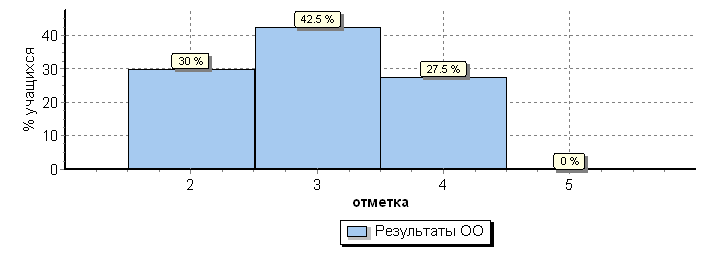 42.5 %
40
30 %
30
27.5 %
20
10
0 %
0
2 3 4 5
% учащихся
отметка
Результаты ОО